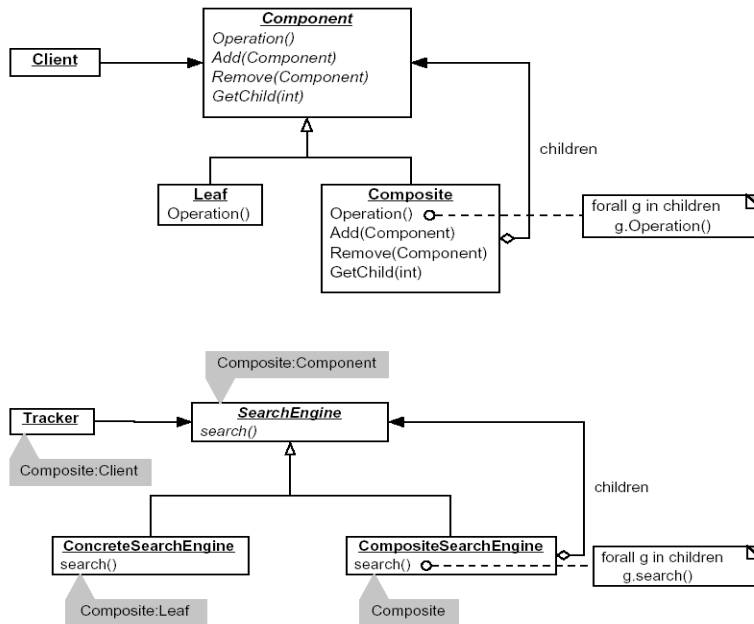 Component
Operation()
Add(Component)
Remove(Component)
GetChild(int)
Client
children
Leaf
Operation()
Composite
Operation()
Add(Component)
Remove(Component)
GetChild(int)
forall g in children
g.Operation()
Composite:Component
SearchEngine
search()
Tracker
Composite:Client
children
ConcreteSearchEngine
search()
CompositeSearchEngine
search()
forall g in children
g.search()
Composite:Leaf
Composite